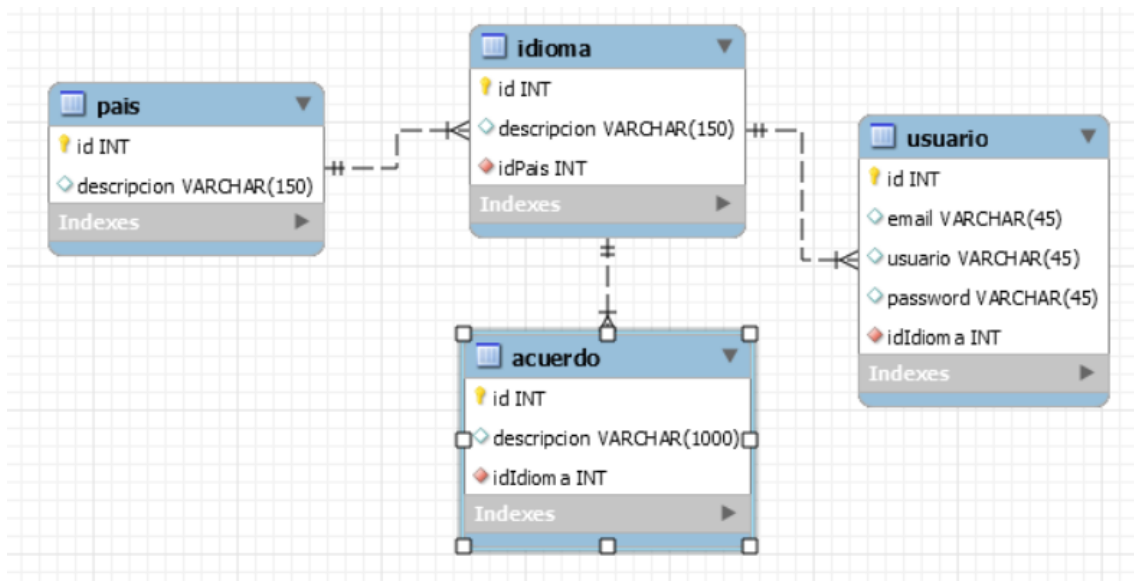 pais
id INT
descripcion VARCHAR(150)
Indexes
idioma
id INT
descripcion VARCHAR(150)
idPais INT
Indexes
usuario
id INT
email VARCHAR(45)
usuario VARCHAR(45)
password VARCHAR(45)
idIdioma INT
Indexes
acuerdo
id INT
descripcion VARCHAR(1000)
idIdioma INT
Indexes